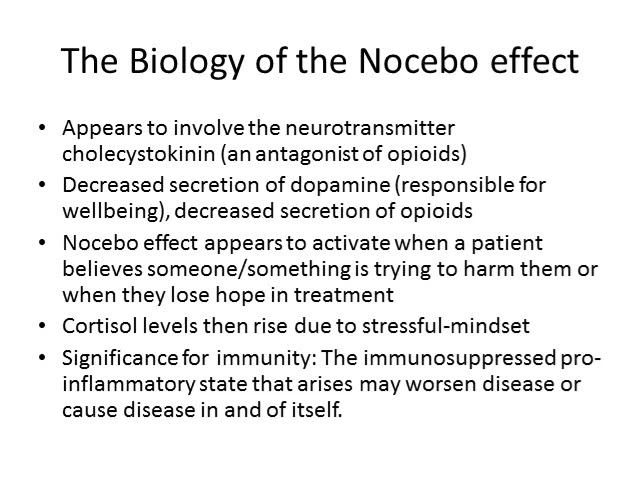 The Biology of the Nocebo effect
• Appears to involve the neurotransmitter
cholecystokinin (an antagonist of opioids)
• Decreased secretion of dopamine (responsible for
wellbeing), decreased secretion of opioids
• Nocebo effect appears to activate when a patient
believes someone/something is trying to harm them or
when they lose hope in treatment
• Cortisol levels then rise due to stressful-mindset
• Significance for immunity: The immunosuppressed pro-
inflammatory state that arises may worsen disease or
cause disease in and of itself.